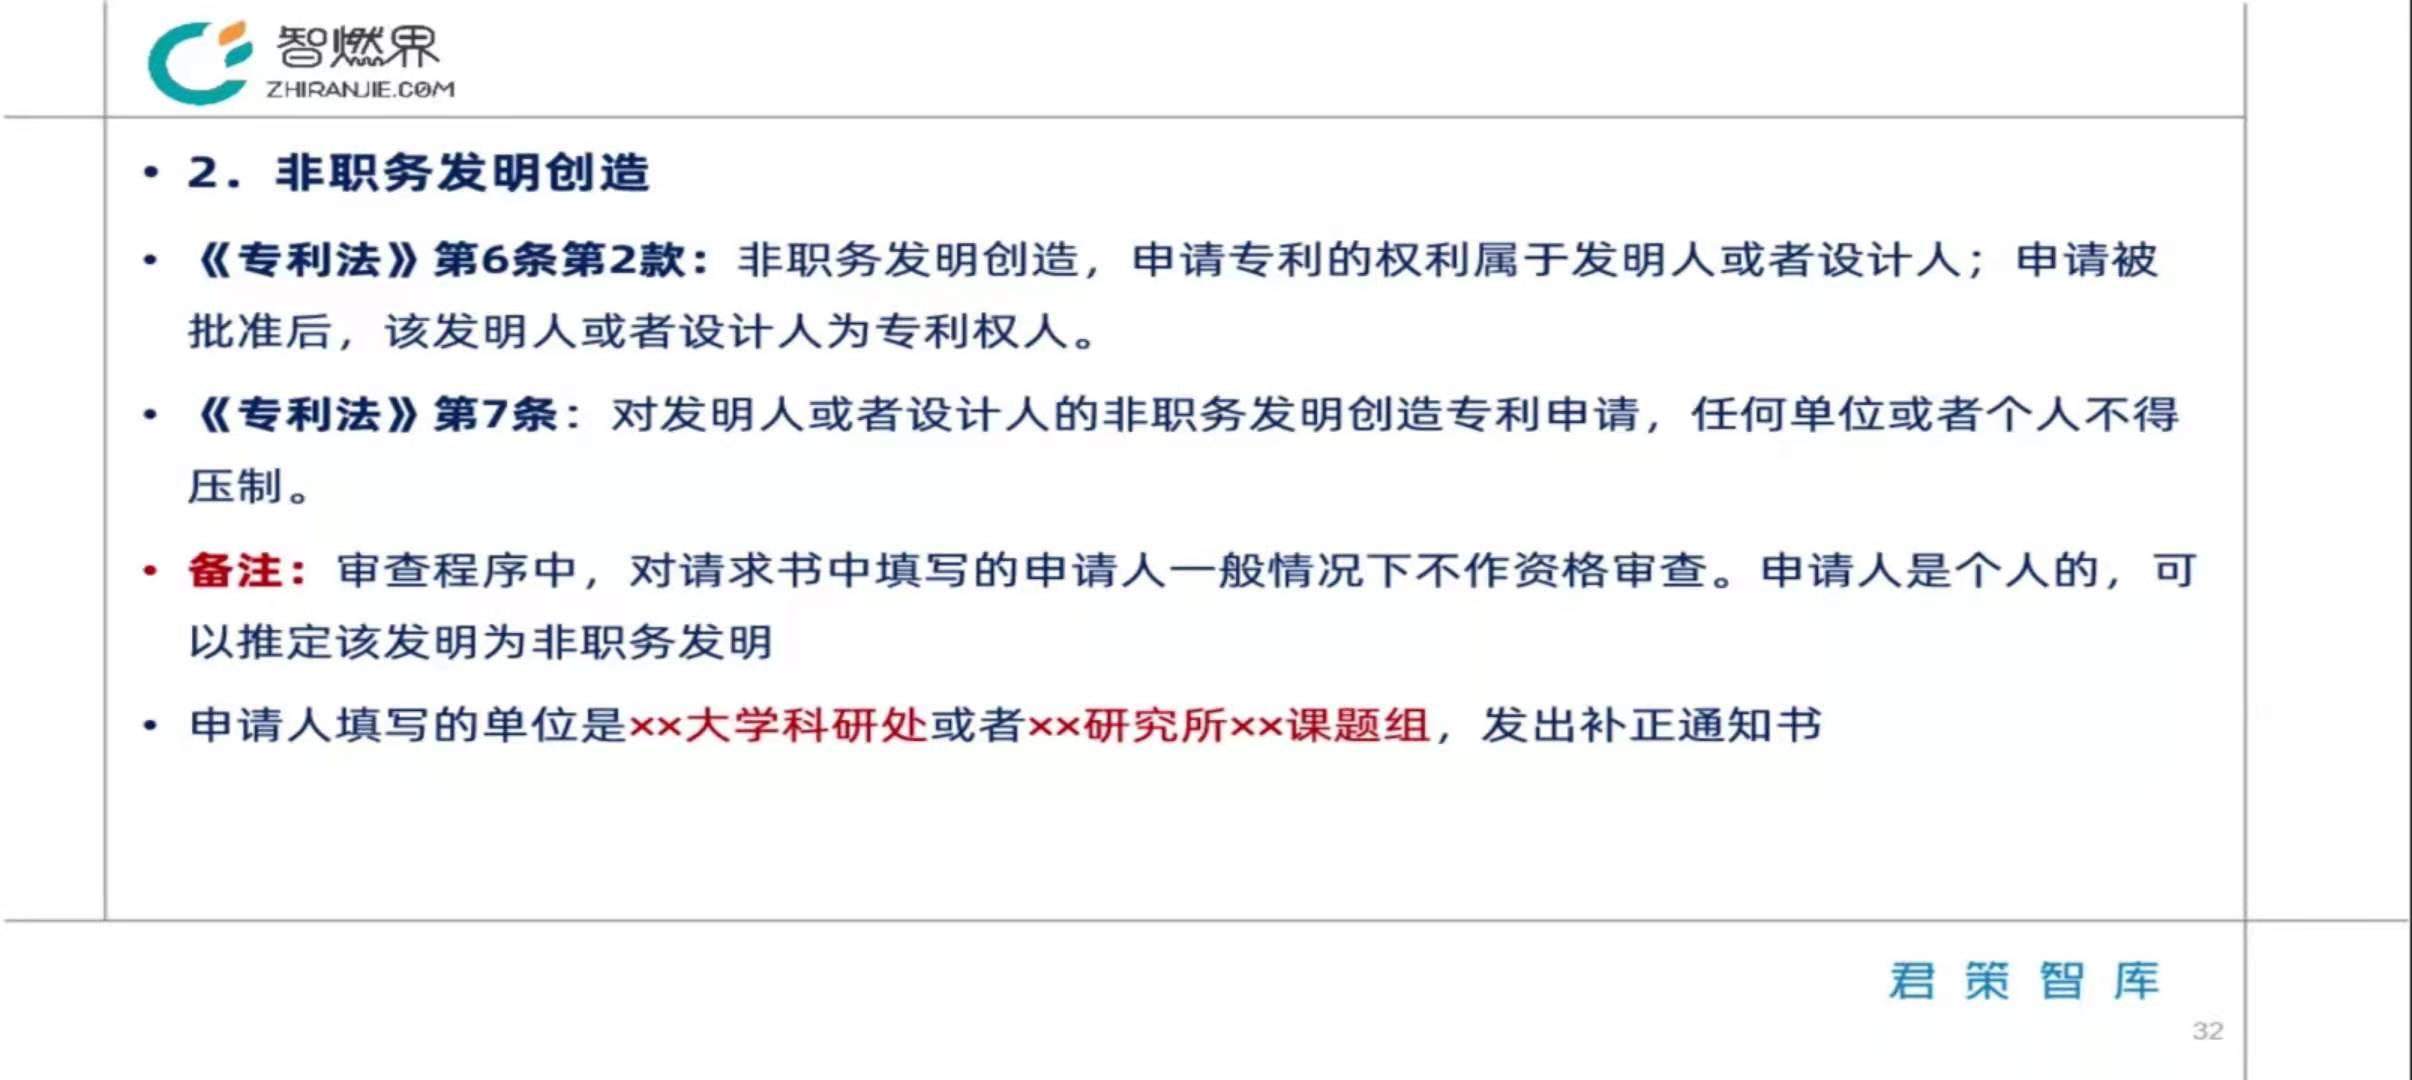 智燃界
ZHIRANJIE.COM
• 2. 非职务发明创造
• 《专利法》第6条第2款：非职务发明创造，申请专利的权利属于发明人或者设计人；申请被
批准后，该发明人或者设计人为专利权人。
• 《专利法》第7条：对发明人或者设计人的非职务发明创造专利申请，任何单位或者个人不得
压制。
• 备注：审查程序中，对请求书中填写的申请人一般情况下不作资格审查。申请人是个人的，可
以推定该发明为非职务发明
• 申请人填写的单位是××大学科研处或者××研究所××课题组，发出补正通知书
君策智库
32